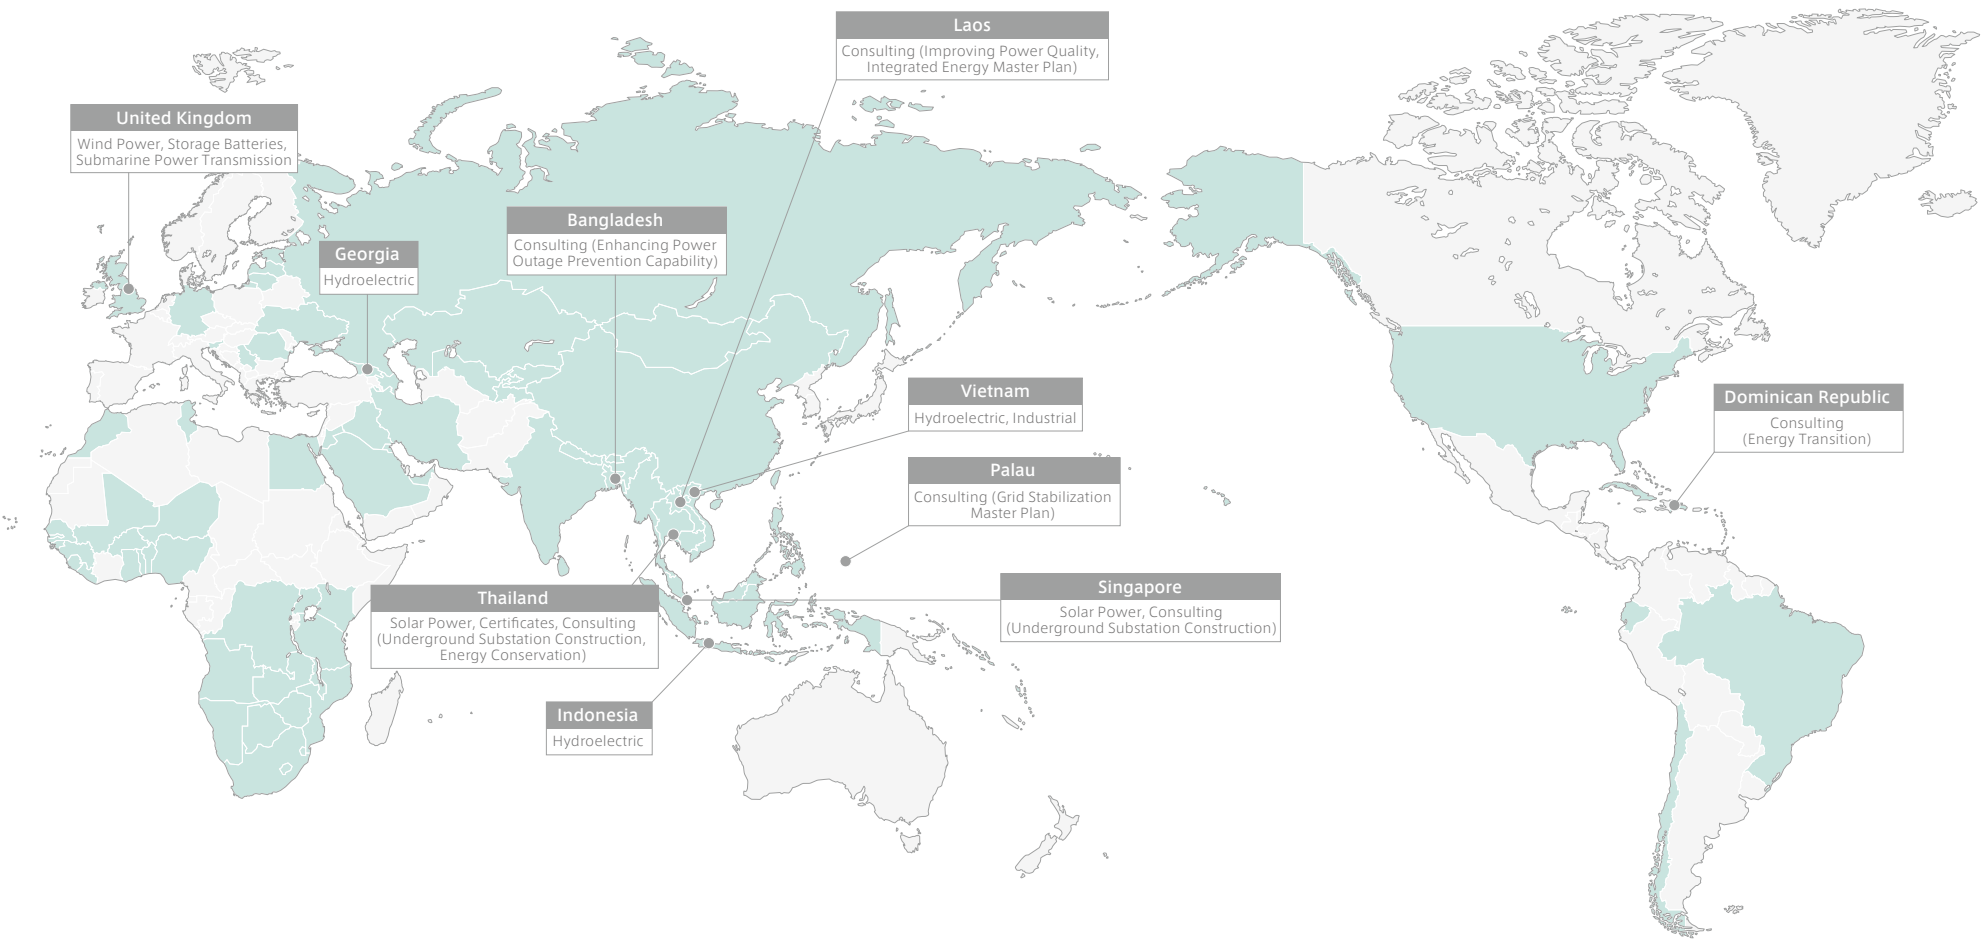 Laos
Consulting (Improving Power Quality,
Integrated Energy Master Plan)
United Kingdom
Wind Power, Storage Batteries,
Submarine Power Transmission
Bangladesh
Consulting (Enhancing Power
Outage Prevention Capability)
Georgia
Hydroelectric
Vietnam
Hydroelectric, Industrial
Dominican Republic
Consulting
(Energy Transition)
Palau
Consulting (Grid Stabilization
Master Plan)
Singapore
Solar Power, Consulting
(Underground Substation Construction)
Thailand
Solar Power, Certificates, Consulting
(Underground Substation Construction,
Energy Conservation)
Indonesia
Hydroelectric